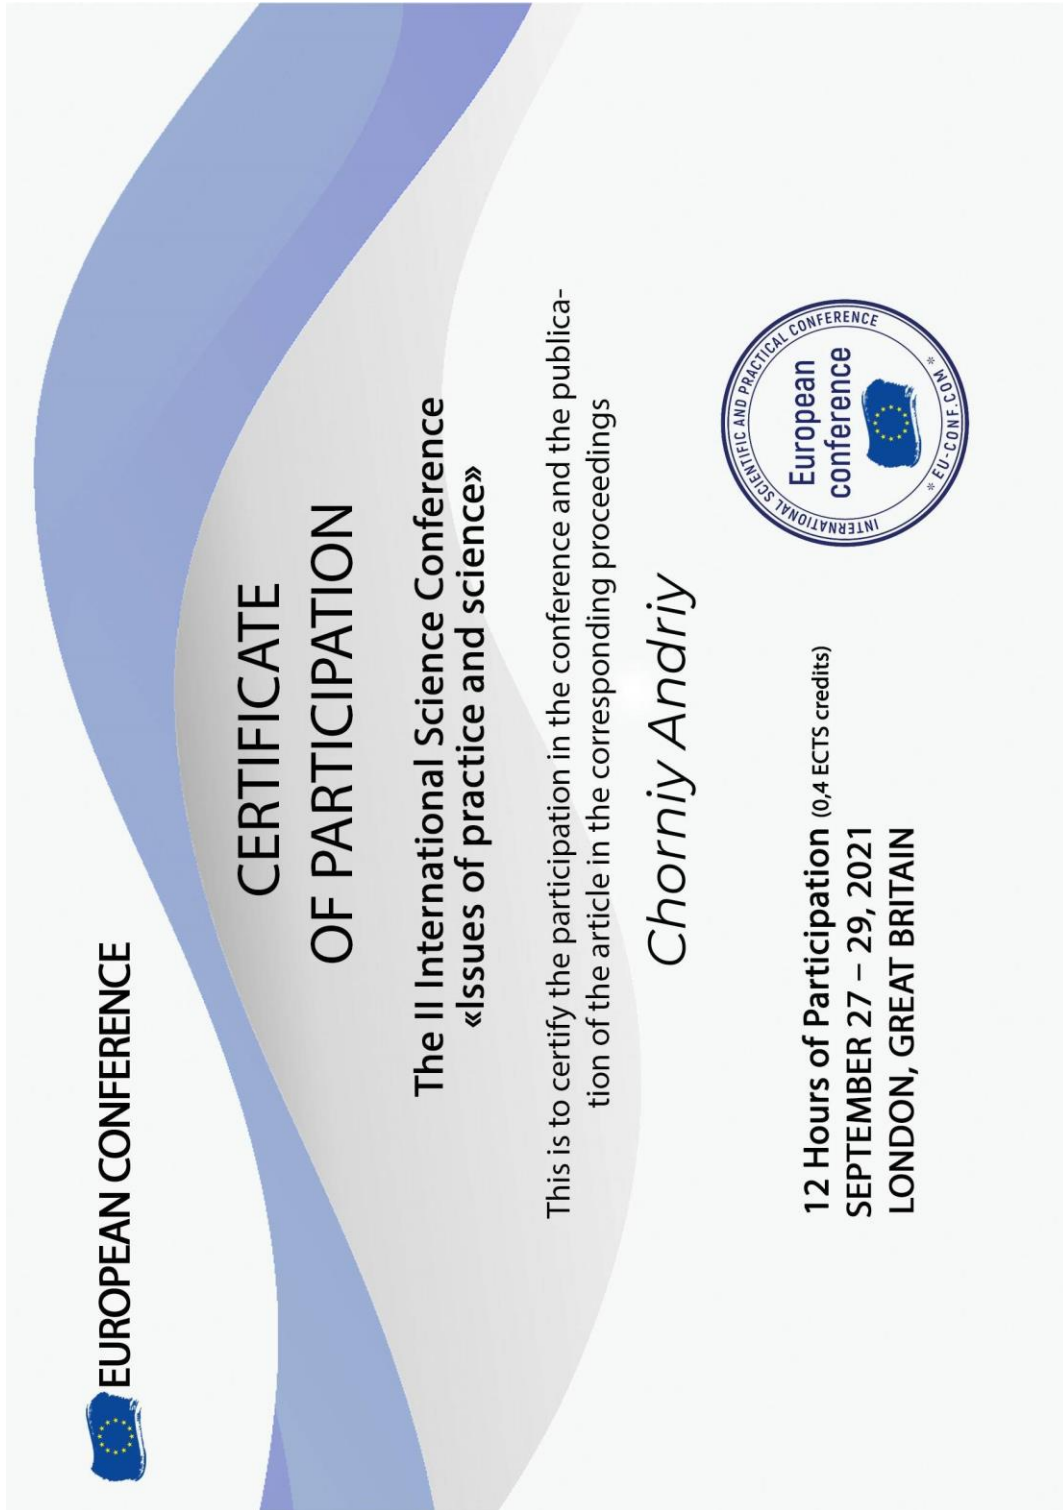 EUROPEAN CONFERENCE
CERTIFICATE
OF PARTICIPATION
The III International Science Conference
«Issues of practice and science»
This is to certify the participation in the conference and the publica-
tion of the article in the corresponding proceedings
Chorniy Andriy
12 Hours of Participation (0,4 ECTS credits)
SEPTEMBER 27 – 29, 2021
LONDON, GREAT BRITAIN
INTERNATIONAL SCIENTIFIC AND PRACTICAL CONFERENCE
European
conference
* EU-CONF.COM *